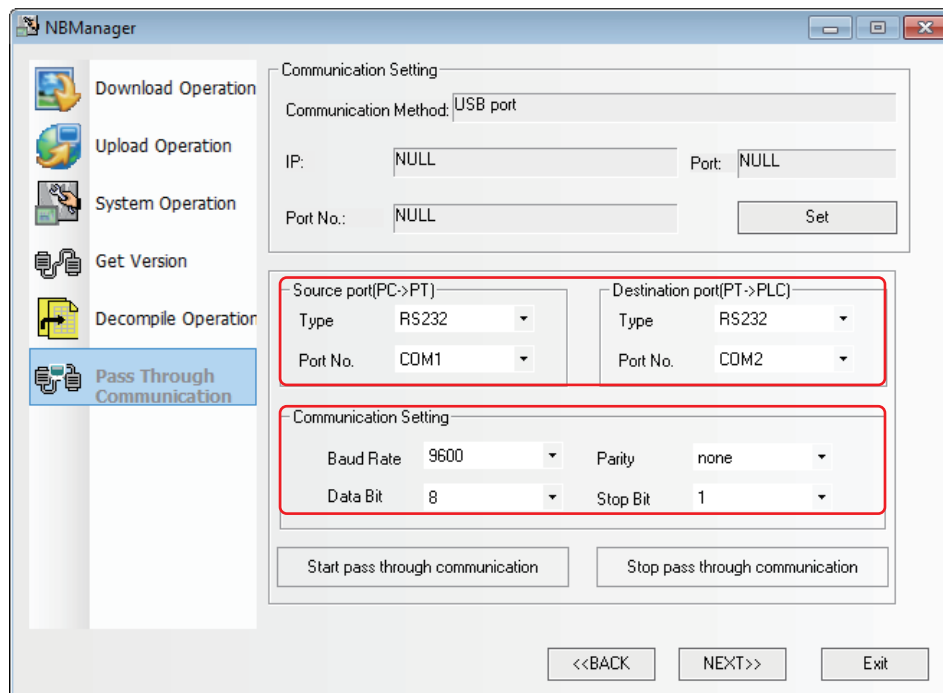 NBManager
Download Operation
Upload Operation
System Operation
Get Version
Decompile Operation
Pass Through
Communication
Communication Setting
Communication Method: USB port
IP: NULL Port: NULL
Port No.: NULL Set
Source port(PC->PT) Destination port(PT->PLC)
Type RS232 Type RS232
Port No. COM1 Port No. COM2
Communication Setting
Baud Rate 9600 Parity none
Data Bit 8 Stop Bit 1
Start pass through communication Stop pass through communication
<<BACK NEXT>> Exit